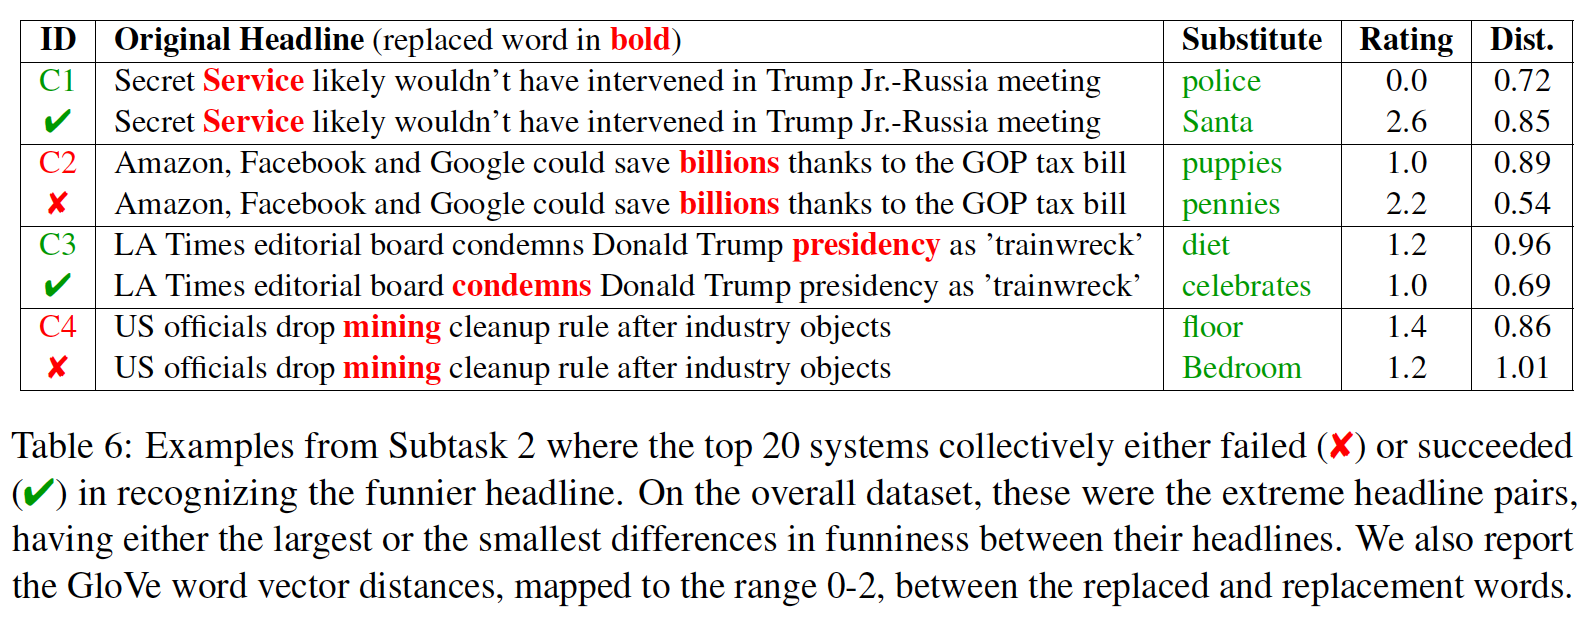 ID Original Headline (replaced word in bold) Substitute Rating Dist.
C1 Secret Service likely wouldn't have intervened in Trump Jr.-Russia meeting police 0.0 0.72
✔ Secret Service likely wouldn't have intervened in Trump Jr.-Russia meeting Santa 2.6 0.85
C2 Amazon, Facebook and Google could save billions thanks to the GOP tax bill puppies 1.0 0.89
✘ Amazon, Facebook and Google could save billions thanks to the GOP tax bill pennies 2.2 0.54
C3 LA Times editorial board condemns Donald Trump presidency as 'trainwreck' diet 1.2 0.96
✔ LA Times editorial board condemns Donald Trump presidency as 'trainwreck' celebrates 1.0 0.69
C4 US officials drop mining cleanup rule after industry objects floor 1.4 0.86
✘ US officials drop mining cleanup rule after industry objects Bedroom 1.2 1.01
Table 6: Examples from Subtask 2 where the top 20 systems collectively either failed (✘) or succeeded
(✔) in recognizing the funnier headline. On the overall dataset, these were the extreme headline pairs,
having either the largest or the smallest differences in funniness between their headlines. We also report
the GloVe word vector distances, mapped to the range 0-2, between the replaced and replacement words.